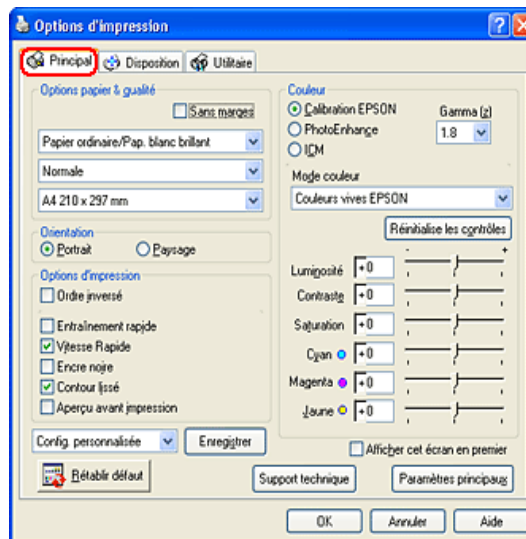 Options d'impression
Principal
Disposition
Utilitaire
Options papier & qualité
Sans marges
Papier ordinaire/Pap. blanc brillant
Normale
A4 210 x 297 mm
Orientation
Portrait
Paysage
Options d'impression
Ordre inversé
Entraînement rapide
Vitesse Rapide
Encre noire
Contour lissé
Aperçu avant impression
Config. personnalisée
Enregistrer
Rétablir défaut
Couleur
Calibration EPSON
PhotoEnhance
ICM
Gamma (z)
1.8
Mode couleur
Couleurs vives EPSON
Réinitialise les contrôles
- +
Luminosité +0
Contraste +0
Saturation +0
Cyan +0
Magenta +0
Jaune +0
Afficher cet écran en premier
Support technique
Paramètres principaux
OK
Annuler
Aide